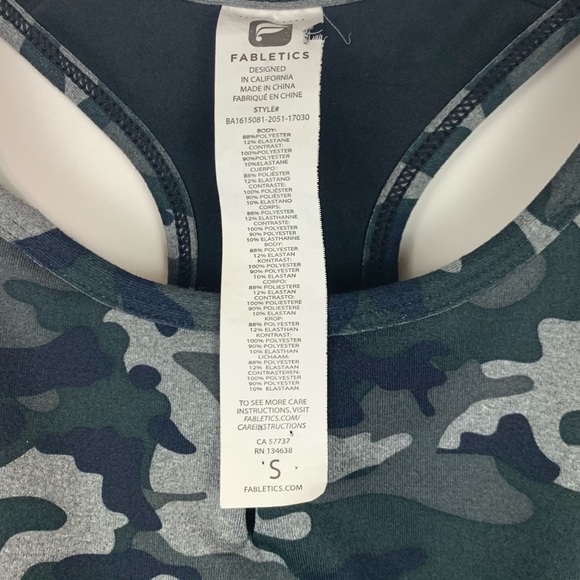 FABLETICS
DESIGNED
IN CALIFORNIA
MADE IN CHINA
FABRIQUÉ EN CHINE
STYLE#
BA1615081-2051-17030
BODY:
88%POLYESTER
12% ELASTANE
CONTRAST:
100% POLYESTER
90%POLYESTER
10%ELASTANE
CUERPO:
88% POLIÉSTER
12% ELASTANO
CONTRASTE:
100% POLIÉSTER
90% POLIÉSTER
10% ELASTANO
CORPS:
88% POLYESTER
12% ELASTHANNE
CONTRASTE:
100% POLYESTER
90% POLYESTER
10% ELASTHANNE
BODY:
88% POLYESTER
12% ELASTAN
KONTRAST:
100% POLYESTER
90% POLYESTER
10% ELASTAN
CORPO:
88% POLIESTERE
12% ELASTAN
CONTRASTO:
100% POLIESTERE
90% POLIESTERE
10% ELASTAN
KROP:
88% POLYESTER
12% ELASTHAN
KONTRAST:
100% POLYESTER
90% POLYESTER
10% ELASTHAN
LICHAAM:
88% POLYESTER
12% ELASTAAN
CONTRASTEREN:
100% POLYESTER
90% POLYESTER
10% ELASTAAN
TO SEE MORE CARE
INSTRUCTIONS, VISIT
FABLETICS.COM/
CAREINSTRUCTIONS
CA 57737
RN 134638
S
FABLETICS.COM